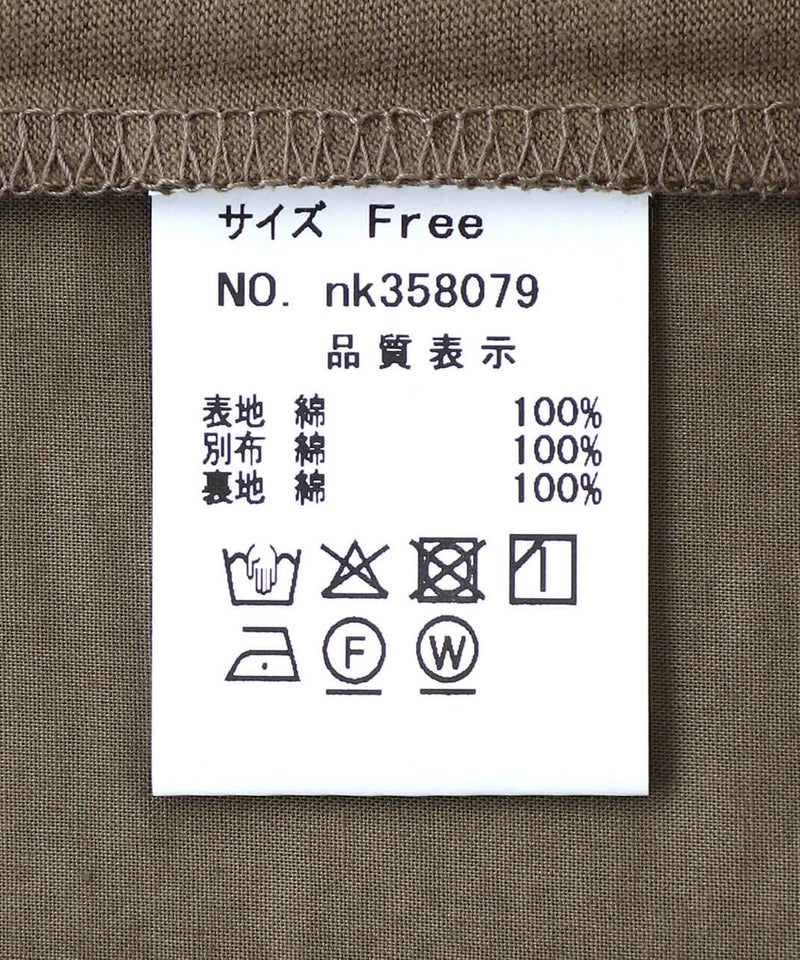 サイズ Free
NO. nk358079
品質表示
表地 綿 100%
別布 綿 100%
裏地 綿 100%
F W